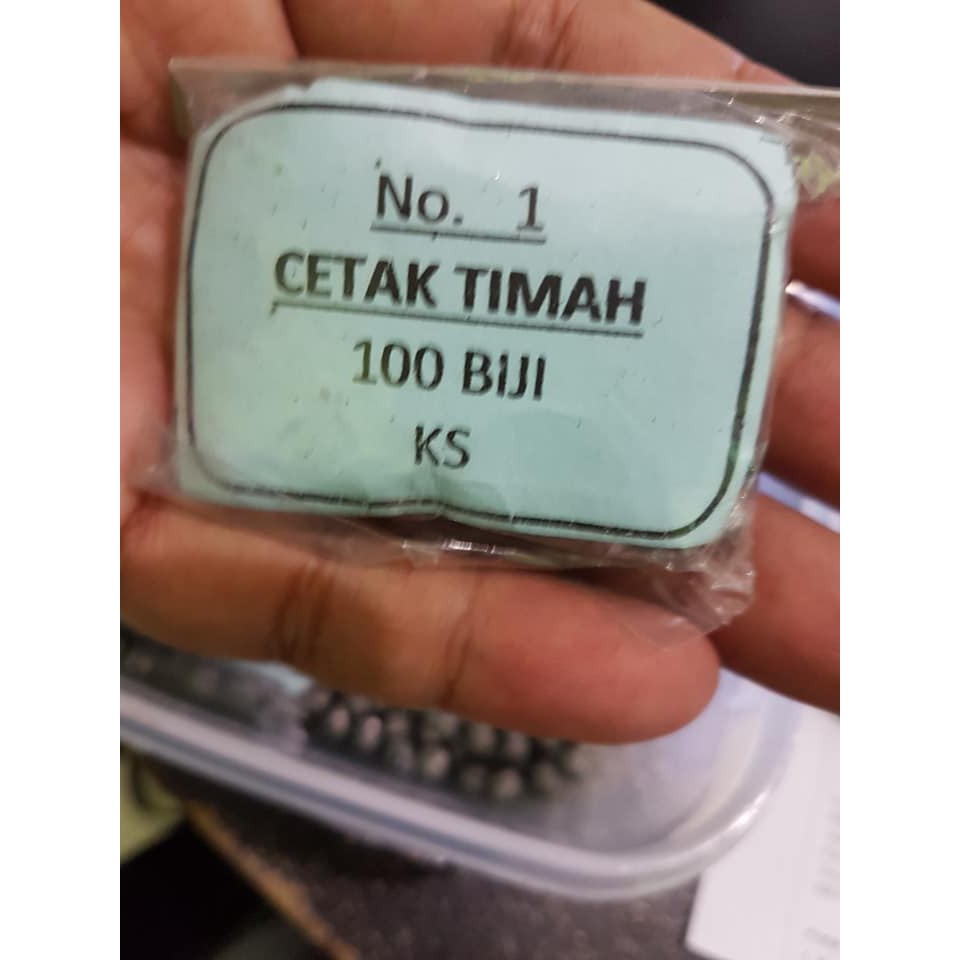 No. 1
CETAK TIMAH
100 BIJI
KS